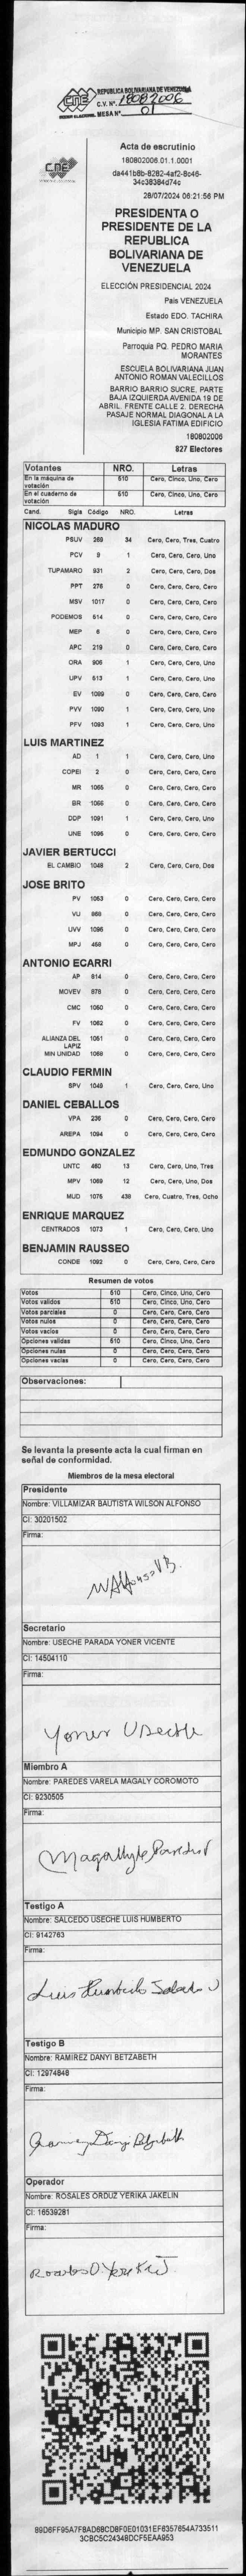 CNE
REPÚBLICA BOLIVARIANA DE VENEZUELA
C.V. Nº. 180802006
PODER ELECTORAL MESA Nº 01
CNE
Acta de escrutinio
180802006.01.1.0001
28/07/2024 06:21:56 PM
PRESIDENTA O
PRESIDENTE DE LA
REPUBLICA
BOLIVARIANA DE
VENEZUELA
ELECCIÓN PRESIDENCIAL 2024
Pais VENEZUELA
Estado EDO. TACHIRA
Municipio MP. SAN CRISTOBAL
Parroquia PQ. PEDRO MARIA
MORANTES
ESCUELA BOLIVARIANA JUAN
ANTONIO ROMAN VALECILLOS
BARRIO BARRIO SUCRE, PARTE
BAJA IZQUIERDA AVENIDA 19 DE
ABRIL. FRENTE CALLE 2. DERECHA
PASAJE NORMAL DIAGONAL A LA
IGLESIA FATIMA EDIFICIO
180802006
827 Electores
Votantes NRO. Letras
En la máquina de votación 510 Cero, Cinco, Uno, Cero
En el cuaderno de votación 510 Cero, Cinco, Uno, Cero
Cand. Sigla Código NRO. Letras
NICOLAS MADURO
PSUV 269 34 Cero, Cero, Tres, Cuatro
PCV 9 1 Cero, Cero, Cero, Uno
TUPAMARO 931 2 Cero, Cero, Cero, Dos
PPT 276 0 Cero, Cero, Cero, Cero
MSV 1017 0 Cero, Cero, Cero, Cero
PODEMOS 514 0 Cero, Cero, Cero, Cero
MEP 6 0 Cero, Cero, Cero, Cero
APC 219 0 Cero, Cero, Cero, Cero
ORA 906 1 Cero, Cero, Cero, Uno
UPV 513 1 Cero, Cero, Cero, Uno
EV 1099 0 Cero, Cero, Cero, Cero
PVV 1090 1 Cero, Cero, Cero, Uno
PFV 1093 1 Cero, Cero, Cero, Uno
LUIS MARTINEZ
AD 1 1 Cero, Cero, Cero, Uno
COPEI 2 0 Cero, Cero, Cero, Cero
MR 1065 0 Cero, Cero, Cero, Cero
BR 1066 0 Cero, Cero, Cero, Cero
DDP 1091 1 Cero, Cero, Cero, Uno
UNE 1095 0 Cero, Cero, Cero, Cero
JAVIER BERTUCCI
EL CAMBIO 1048 2 Cero, Cero, Cero, Dos
JOSE BRITO
PV 1053 0 Cero, Cero, Cero, Cero
VU 868 0 Cero, Cero, Cero, Cero
UVV 1096 0 Cero, Cero, Cero, Cero
MPJ 458 0 Cero, Cero, Cero, Cero
ANTONIO ECARRI
AP 614 0 Cero, Cero, Cero, Cero
MOVEV 878 0 Cero, Cero, Cero, Cero
CMC 1050 0 Cero, Cero, Cero, Cero
FV 1052 0 Cero, Cero, Cero, Cero
ALIANZA DEL LAPIZ 1051 0 Cero, Cero, Cero, Cero
MIN UNIDAD 1069 0 Cero, Cero, Cero, Cero
CLAUDIO FERMIN
SPV 1049 1 Cero, Cero, Cero, Uno
DANIEL CEBALLOS
VPA 236 0 Cero, Cero, Cero, Cero
AREPA 1094 0 Cero, Cero, Cero, Cero
EDMUNDO GONZALEZ
UNTC 460 13 Cero, Cero, Uno, Tres
MPV 1069 12 Cero, Cero, Uno, Dos
MUD 1075 438 Cero, Cuatro, Tres, Ocho
ENRIQUE MARQUEZ
CENTRADOS 1073 1 Cero, Cero, Cero, Uno
BENJAMIN RAUSSEO
CONDE 1092 0 Cero, Cero, Cero, Cero
Resumen de votos
Votos 510 Cero, Cinco, Uno, Cero
Votos validos 510 Cero, Cinco, Uno, Cero
Votos parciales 0 Cero, Cero, Cero, Cero
Votos nulos 0 Cero, Cero, Cero, Cero
Votos vacios 0 Cero, Cero, Cero, Cero
Opciones validas 510 Cero, Cinco, Uno, Cero
Opciones nulas 0 Cero, Cero, Cero, Cero
Opciones vacias 0 Cero, Cero, Cero, Cero
Observaciones:
Se levanta la presente acta la cual firman en
señal de conformidad.
Miembros de la mesa electoral
Presidente
Nombre: VILLAMIZAR BAUTISTA WILSON ALFONSO
CI: 30201502
Firma:
WAlfonso VB.
Secretario
Nombre: USECHE PARADA YONER VICENTE
CI: 14504110
Firma:
Yoner Useche
Miembro A
Nombre: PAREDES VARELA MAGALY COROMOTO
CI: 9230505
Firma:
Testigo A
Nombre: SALCEDO USECHE LUIS HUMBERTO
CI: 9142763
Firma:
Luis Humberto Salcedo U
Testigo B
Nombre: RAMIREZ DANYI BETZABETH
CI: 12974848
Firma:
Operador
Nombre: ROSALES ORDUZ YERIKA JAKELIN
CI: 16539281
Firma: